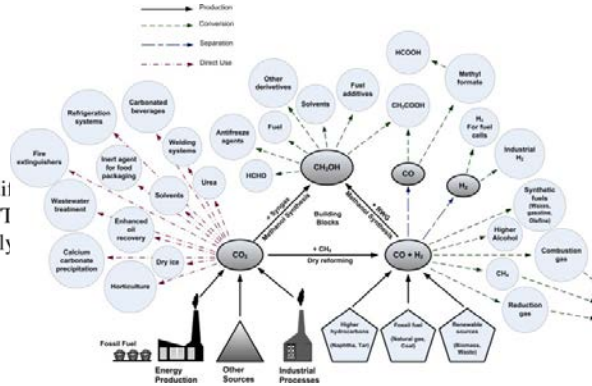 Production
Conversion
Separation
Direct Use
HCOOH
Methyl
formate
Other
derivetives
Fuel
additives
Solvents
CH₃COOH
Antifreeze
agents
Fuel
HCHO
CH₃OH
CO
H₂
For fuel
cells
H₂
Industrial
H₂
Carbonated
beverages
Refrigeration
systems
Welding
systems
Fire
extinguishers
Inert agent
for food
packaging
Urea
Solvents
Wastewater
treatment
Enhanced
oil
recovery
Calcium
carbonate
precipitation
Dry ice
Horticulture
+ Syngas
Methanol Synthesis
Building
Blocks
+ RWG
Methanol Synthesis
Synthetic
fuels
gasoline,
Higher
Alcohol
Combustion
gas
CH₄
Reduction
gas
CO₂
+ CH₄
Dry reforming
CO + H₂
Fossil Fuel
Energy
Production
Other
Sources
Industrial
Processes
Higher
hydrocarbons
(Naphtha, Tar)
Fossil fuel
(Natural gas,
Coal)
Renewable
sources
(Biomass,
Waste)